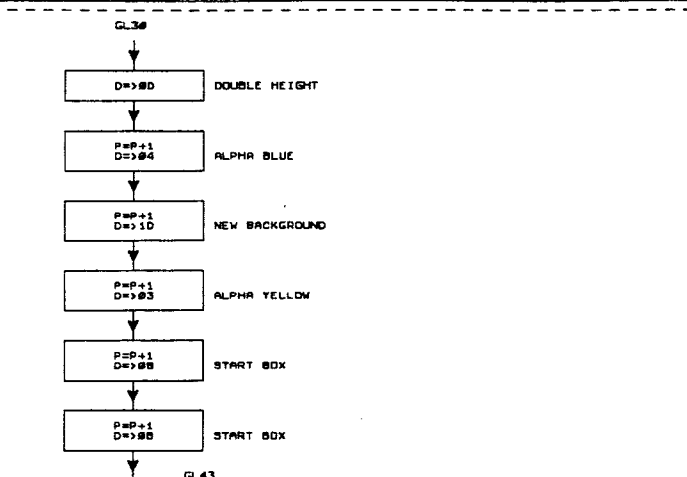 GL30
D=>0D
DOUBLE HEIGHT
P=P+1
D=>04
ALPHA BLUE
P=P+1
D=>1D
NEW BACKGROUND
P=P+1
D=>03
ALPHA YELLOW
P=P+1
D=>0B
START BOX
P=P+1
D=>0B
START BOX
GL43